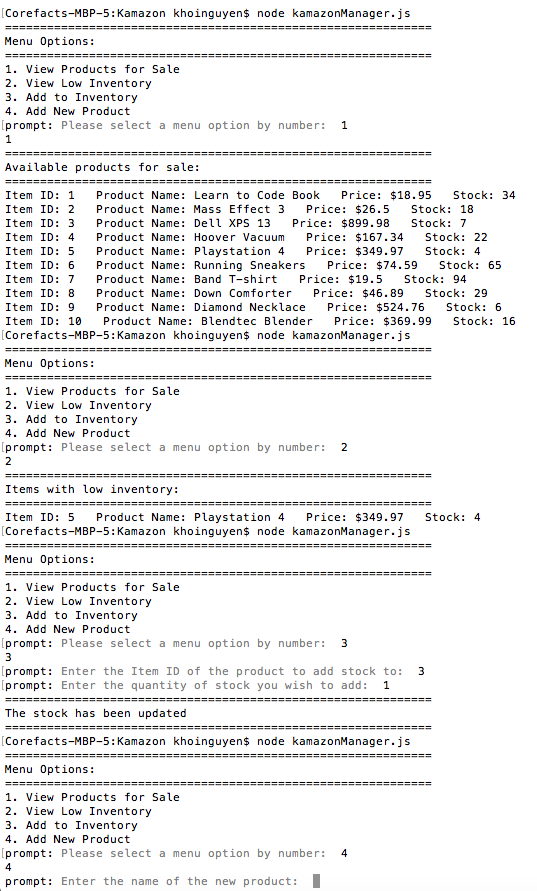 Corefacts-MBP-5:Kamazon khoinguyen$ node kamazonManager.js
=============================================================
Menu Options:
=============================================================
1. View Products for Sale
2. View Low Inventory
3. Add to Inventory
4. Add New Product
prompt: Please select a menu option by number:  1
1
=============================================================
Available products for sale:
=============================================================
Item ID: 1   Product Name: Learn to Code Book   Price: $18.95   Stock: 34
Item ID: 2   Product Name: Mass Effect 3   Price: $26.5   Stock: 18
Item ID: 3   Product Name: Dell XPS 13   Price: $899.98   Stock: 7
Item ID: 4   Product Name: Hoover Vacuum   Price: $167.34   Stock: 22
Item ID: 5   Product Name: Playstation 4   Price: $349.97   Stock: 4
Item ID: 6   Product Name: Running Sneakers   Price: $74.59   Stock: 65
Item ID: 7   Product Name: Band T-shirt   Price: $19.5   Stock: 94
Item ID: 8   Product Name: Down Comforter   Price: $46.89   Stock: 29
Item ID: 9   Product Name: Diamond Necklace   Price: $524.76   Stock: 6
Item ID: 10   Product Name: Blendtec Blender   Price: $369.99   Stock: 16
Corefacts-MBP-5:Kamazon khoinguyen$ node kamazonManager.js
=============================================================
Menu Options:
=============================================================
1. View Products for Sale
2. View Low Inventory
3. Add to Inventory
4. Add New Product
prompt: Please select a menu option by number:  2
2
=============================================================
Items with low inventory:
=============================================================
Item ID: 5   Product Name: Playstation 4   Price: $349.97   Stock: 4
Corefacts-MBP-5:Kamazon khoinguyen$ node kamazonManager.js
=============================================================
Menu Options:
=============================================================
1. View Products for Sale
2. View Low Inventory
3. Add to Inventory
4. Add New Product
prompt: Please select a menu option by number:  3
3
prompt: Enter the Item ID of the product to add stock to:  3
prompt: Enter the quantity of stock you wish to add:  1
=============================================================
The stock has been updated
=============================================================
Corefacts-MBP-5:Kamazon khoinguyen$ node kamazonManager.js
=============================================================
Menu Options:
=============================================================
1. View Products for Sale
2. View Low Inventory
3. Add to Inventory
4. Add New Product
prompt: Please select a menu option by number:  4
4
prompt: Enter the name of the new product: